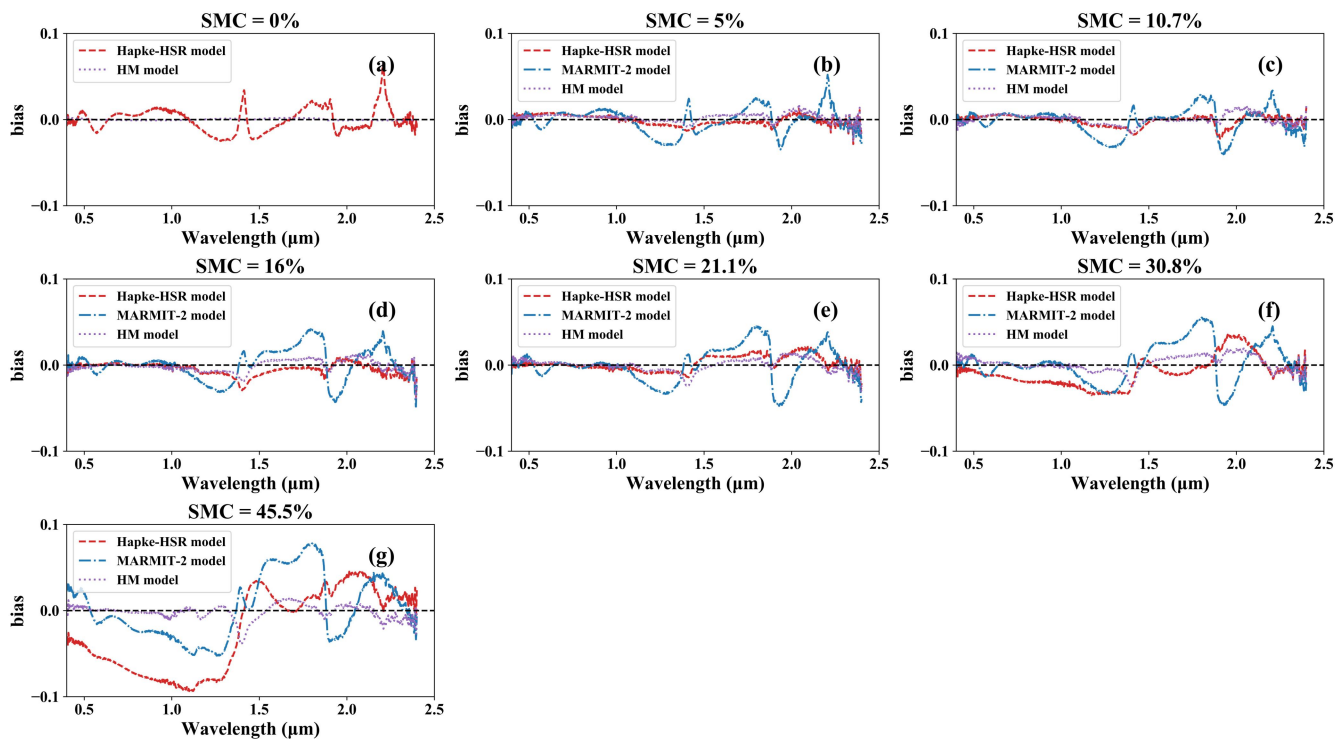 SMC = 0%
0.1
0.0
−0.1
bias
Hapke-HSR model
HM model
(a)
0.5 1.0 1.5 2.0 2.5
Wavelength (μm)
SMC = 5%
0.1
0.0
−0.1
bias
Hapke-HSR model
MARMIT-2 model
HM model
(b)
0.5 1.0 1.5 2.0 2.5
Wavelength (μm)
SMC = 10.7%
0.1
0.0
−0.1
bias
Hapke-HSR model
MARMIT-2 model
HM model
(c)
0.5 1.0 1.5 2.0 2.5
Wavelength (μm)
SMC = 16%
0.1
0.0
−0.1
bias
Hapke-HSR model
MARMIT-2 model
HM model
(d)
0.5 1.0 1.5 2.0 2.5
Wavelength (μm)
SMC = 21.1%
0.1
0.0
−0.1
bias
Hapke-HSR model
MARMIT-2 model
HM model
(e)
0.5 1.0 1.5 2.0 2.5
Wavelength (μm)
SMC = 30.8%
0.1
0.0
−0.1
bias
Hapke-HSR model
MARMIT-2 model
HM model
(f)
0.5 1.0 1.5 2.0 2.5
Wavelength (μm)
SMC = 45.5%
0.1
0.0
−0.1
bias
Hapke-HSR model
MARMIT-2 model
HM model
(g)
0.5 1.0 1.5 2.0 2.5
Wavelength (μm)